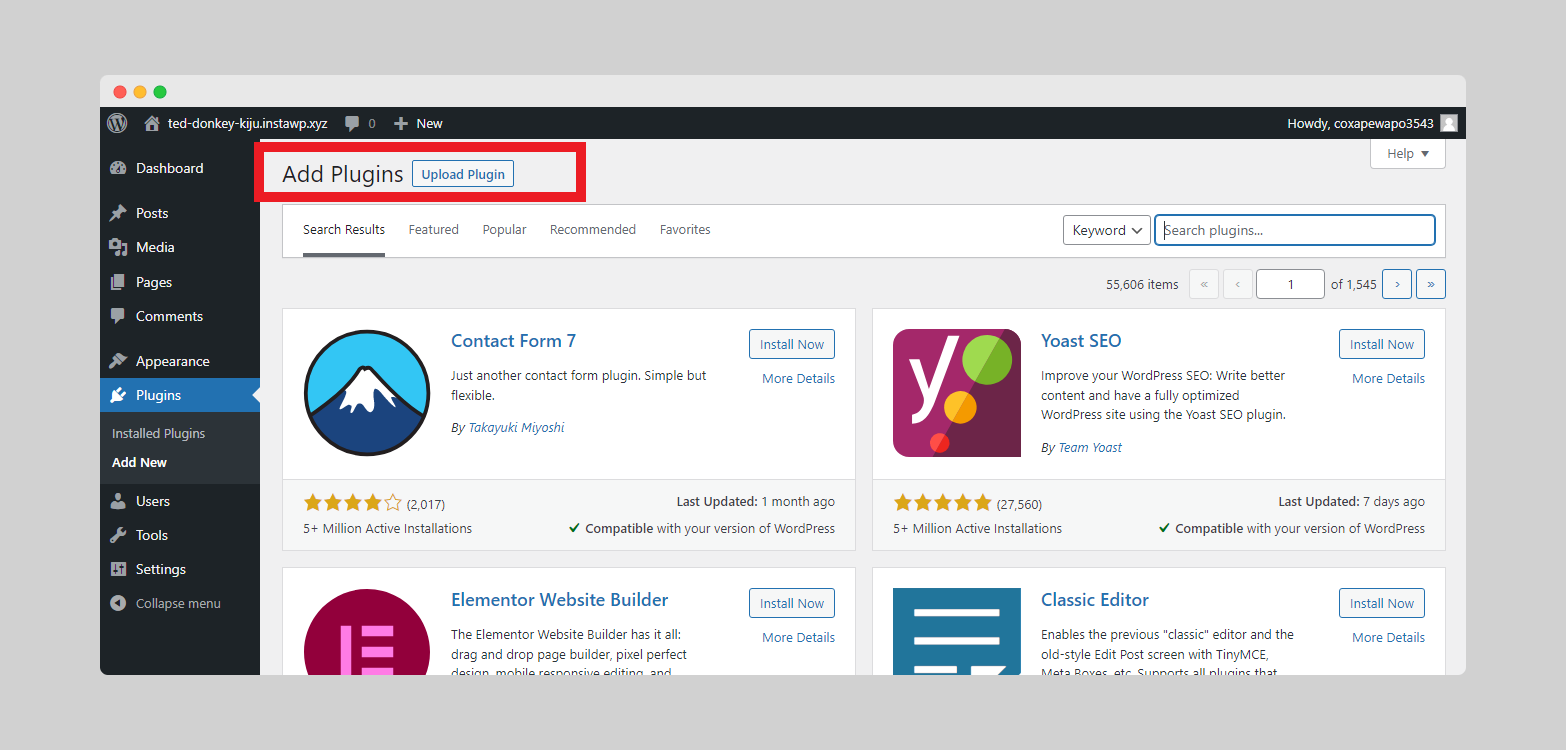 ted-donkey-kiju.instawp.xyz 0 New Howdy, coxapewapo3543
Dashboard
Posts
Media
Pages
Comments
Appearance
Plugins
Installed Plugins
Add New
Users
Tools
Settings
Collapse menu
Help
Add Plugins Upload Plugin
Search Results Featured Popular Recommended Favorites Keyword Search plugins...
55,606 items « ‹ 1 of 1,545 › »
Contact Form 7
Install Now
More Details
Just another contact form plugin. Simple but
flexible.
By Takayuki Miyoshi
(2,017)
Last Updated: 1 month ago
5+ Million Active Installations
Compatible with your version of WordPress
Yoast SEO
Install Now
More Details
Improve your WordPress SEO: Write better
content and have a fully optimized
WordPress site using the Yoast SEO plugin.
By Team Yoast
(27,560)
Last Updated: 7 days ago
5+ Million Active Installations
Compatible with your version of WordPress
Elementor Website Builder
Install Now
More Details
The Elementor Website Builder has it all:
drag and drop page builder, pixel perfect
design, mobile responsive editing, and
Classic Editor
Install Now
More Details
Enables the previous "classic" editor and the
old-style Edit Post screen with TinyMCE,
Meta Boxes, etc. Supports all plugins that